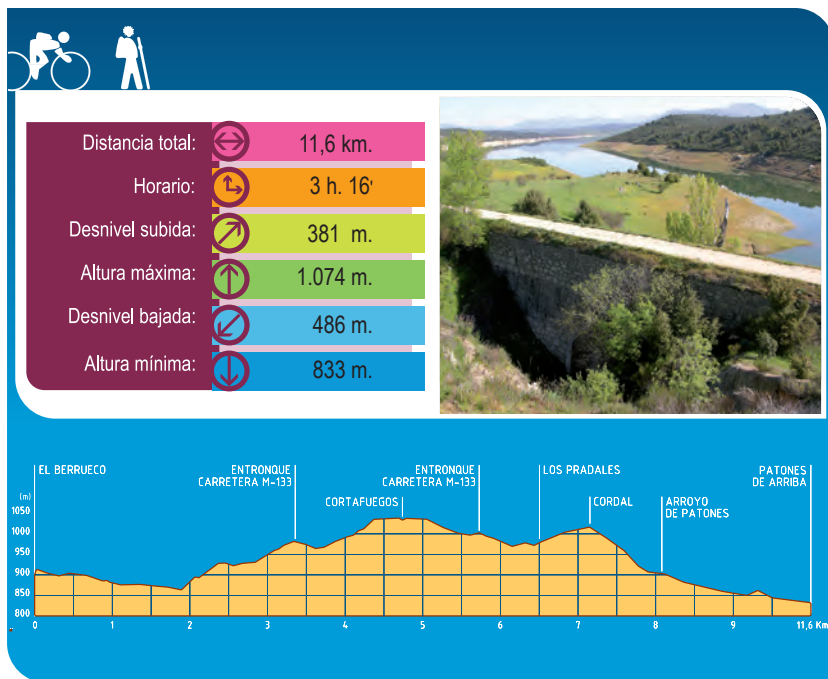 Distancia total: 11,6 km.
Horario: 3 h. 16'
Desnivel subida: 381 m.
Altura máxima: 1.074 m.
Desnivel bajada: 486 m.
Altura mínima: 833 m.
EL BERRUECO
ENTRONQUE
CARRETERA M-133
CORTAFUEGOS
ENTRONQUE
CARRETERA M-133
LOS PRADALES
CORDAL
ARROYO
DE PATONES
PATONES
DE ARRIBA
(m)
1050
1000
950
900
850
800
0 1 2 3 4 5 6 7 8 9 11,6 Km